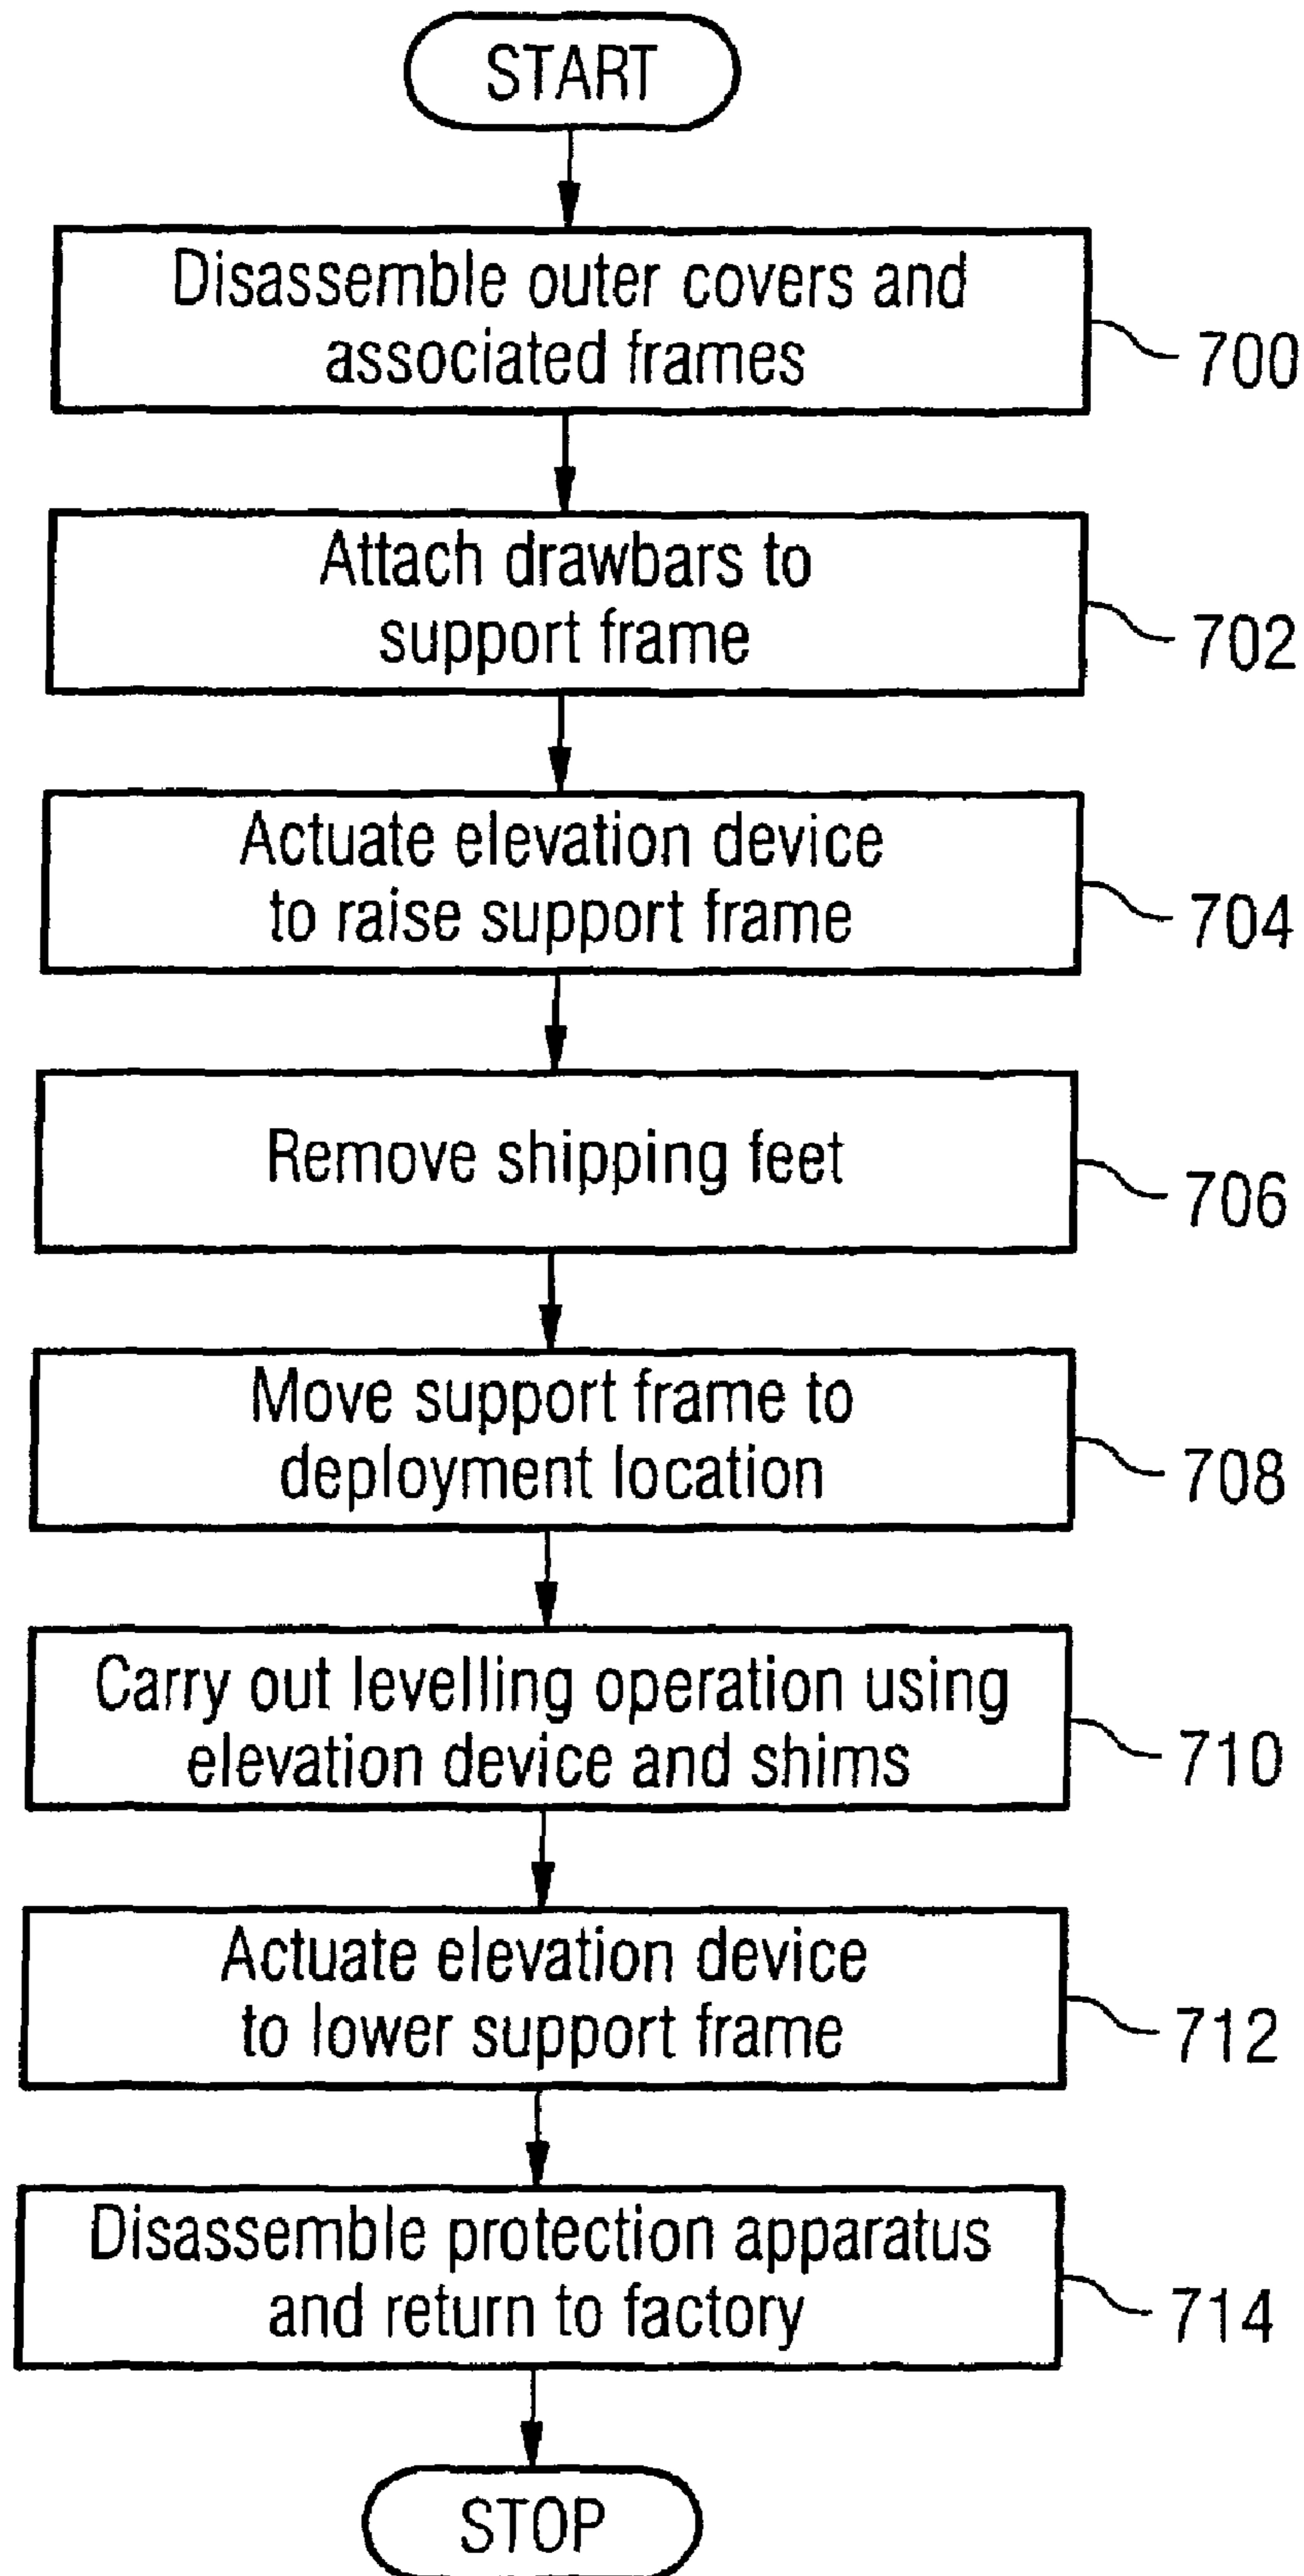 START
Disassemble outer covers and
associated frames
700
Attach drawbars to
support frame
702
Actuate elevation device
to raise support frame
704
Remove shipping feet
706
Move support frame to
deployment location
708
Carry out levelling operation using
elevation device and shims
710
Actuate elevation device
to lower support frame
712
Disassemble protection apparatus
and return to factory
714
STOP